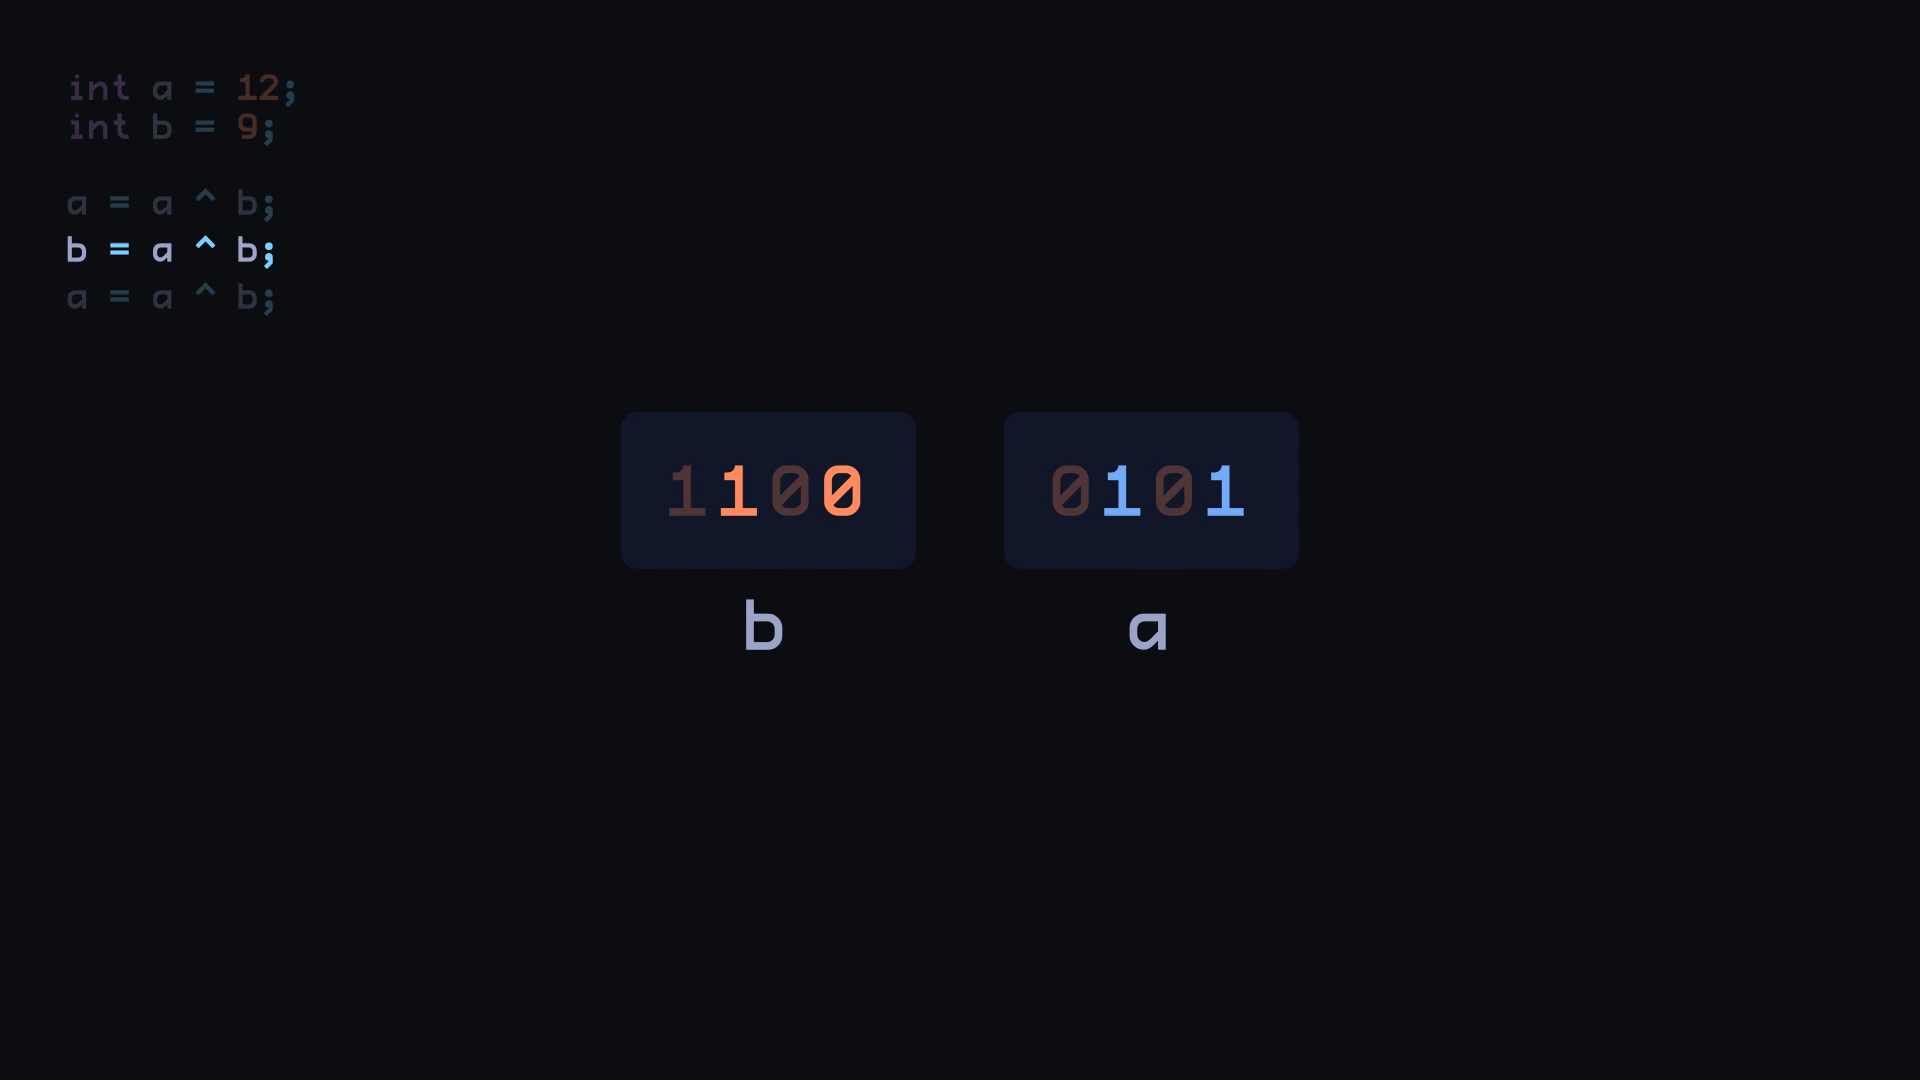 int a = 12;
int b = 9;
a = a ^ b;
b = a ^ b;
a = a ^ b;
1100 0101
b a